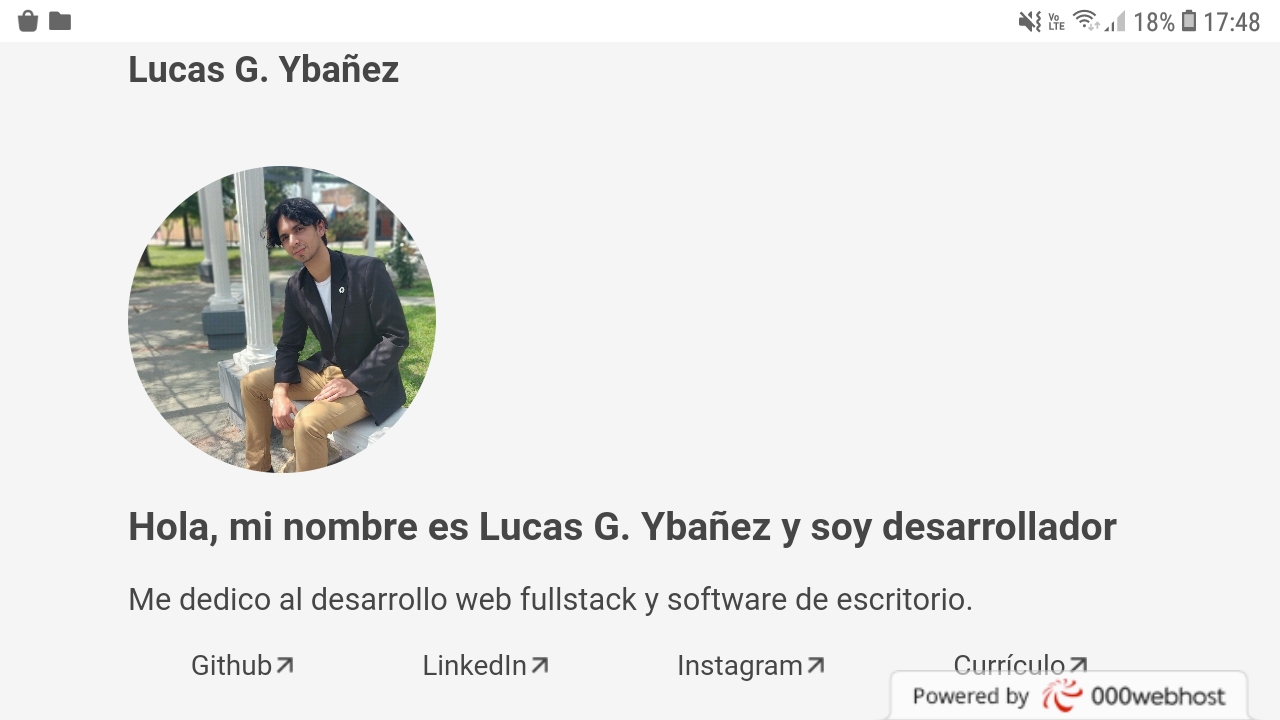 Vo
LTE
18%
17:48
Lucas G. Ybañez
Hola, mi nombre es Lucas G. Ybañez y soy desarrollador
Me dedico al desarrollo web fullstack y software de escritorio.
Github
LinkedIn
Instagram
Currículo
Powered by 000webhost